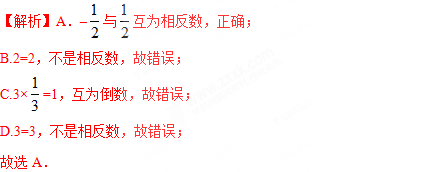 【解析】A．−1/2与1/2互为相反数，正确；
B.2=2，不是相反数，故错误；
C.3×1/3=1，互为倒数，故错误；
D.3=3，不是相反数，故错误；
故选 A．